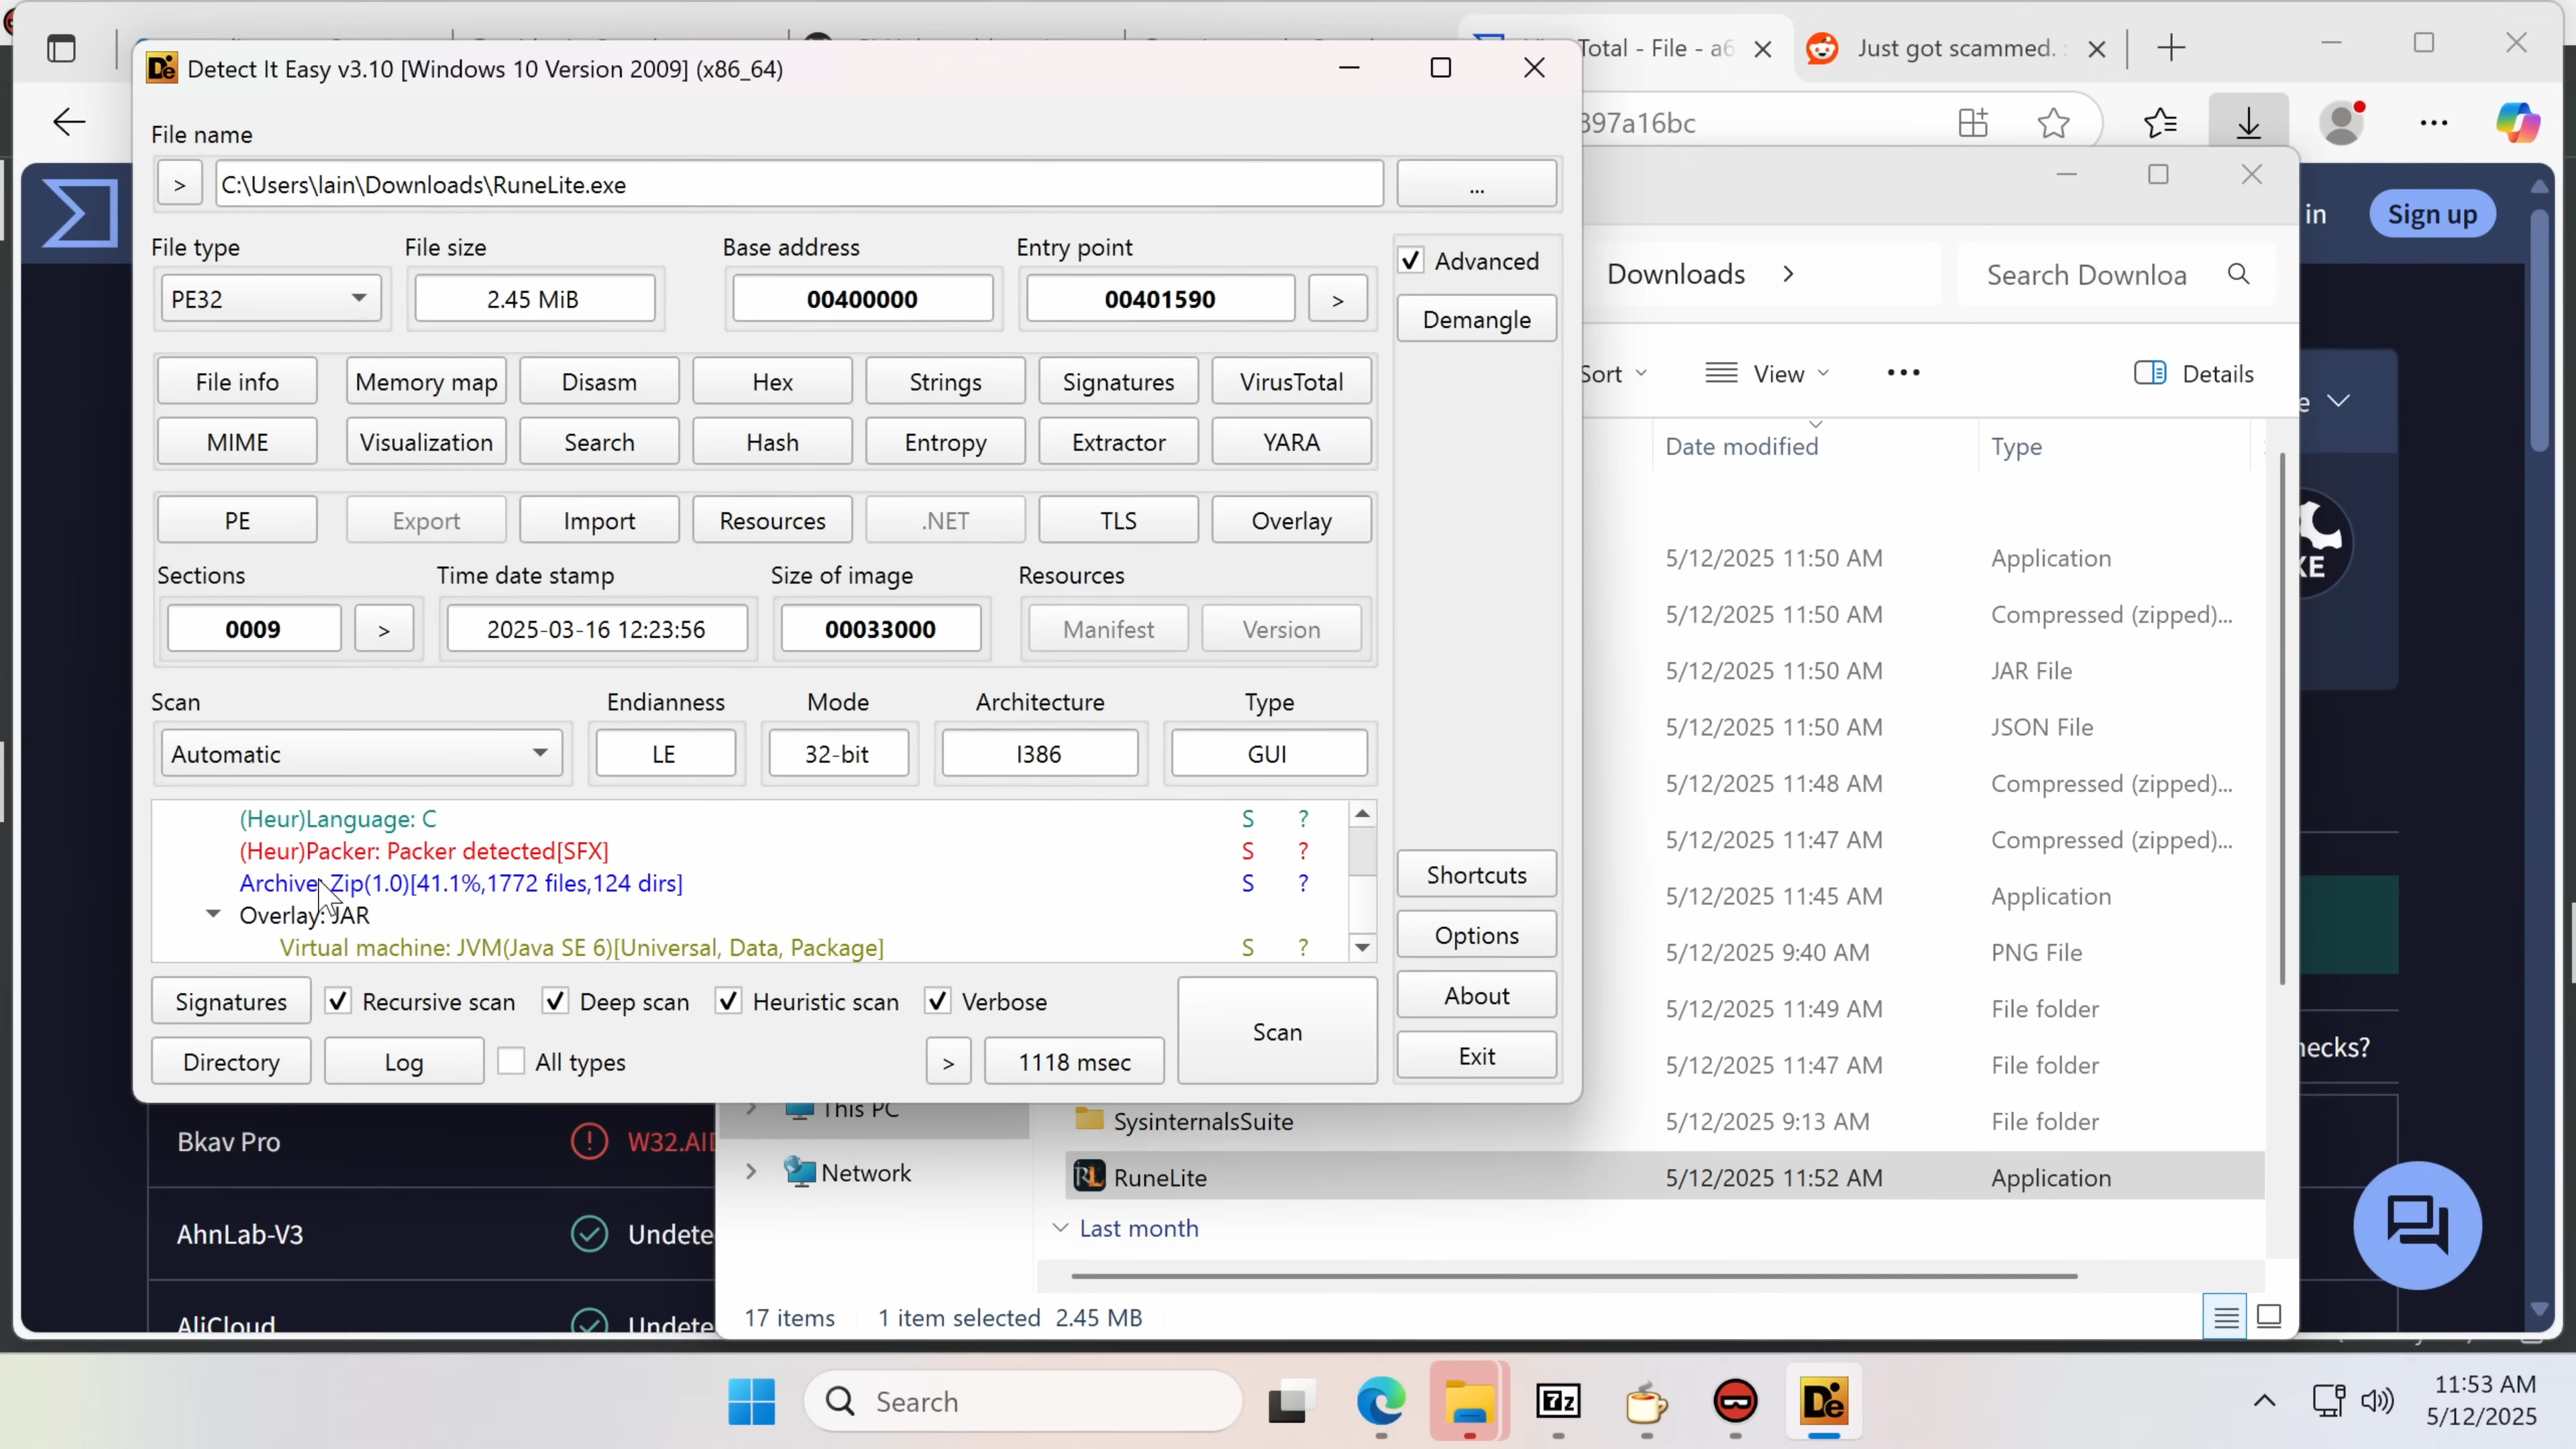 Detect It Easy v3.10 [Windows 10 Version 2009] (x86_64)
Total - File - a6
Just got scammed.
397a16bc
File name
>
C:\Users\lain\Downloads\RuneLite.exe
...
in
Sign up
File type
File size
Base address
Entry point
Advanced
PE32
2.45 MiB
00400000
00401590
>
Demangle
Downloads
Search Downloa
File info
Memory map
Disasm
Hex
Strings
Signatures
VirusTotal
Sort
View
Details
MIME
Visualization
Search
Hash
Entropy
Extractor
YARA
Date modified
Type
PE
Export
Import
Resources
.NET
TLS
Overlay
Sections
Time date stamp
Size of image
Resources
0009
>
2025-03-16 12:23:56
00033000
Manifest
Version
5/12/2025 11:50 AM Application
5/12/2025 11:50 AM Compressed (zipped)...
5/12/2025 11:50 AM JAR File
5/12/2025 11:50 AM JSON File
5/12/2025 11:48 AM Compressed (zipped)...
5/12/2025 11:47 AM Compressed (zipped)...
5/12/2025 11:45 AM Application
5/12/2025 9:40 AM PNG File
5/12/2025 11:49 AM File folder
5/12/2025 11:47 AM File folder
Scan
Endianness
Mode
Architecture
Type
Automatic
LE
32-bit
I386
GUI
(Heur)Language: C S ?
(Heur)Packer: Packer detected[SFX] S ?
Archive: Zip(1.0)[41.1%,1772 files,124 dirs] S ?
Overlay: JAR
Virtual machine: JVM(Java SE 6)[Universal, Data, Package] S ?
Shortcuts
Options
About
Exit
Signatures
Recursive scan
Deep scan
Heuristic scan
Verbose
Scan
Directory
Log
All types
>
1118 msec
This PC
Network
SysinternalsSuite 5/12/2025 9:13 AM File folder
RuneLite 5/12/2025 11:52 AM Application
Last month
17 items 1 item selected 2.45 MB
Bkav Pro
AhnLab-V3
AliCloud
7z
De
Search
11:53 AM
5/12/2025